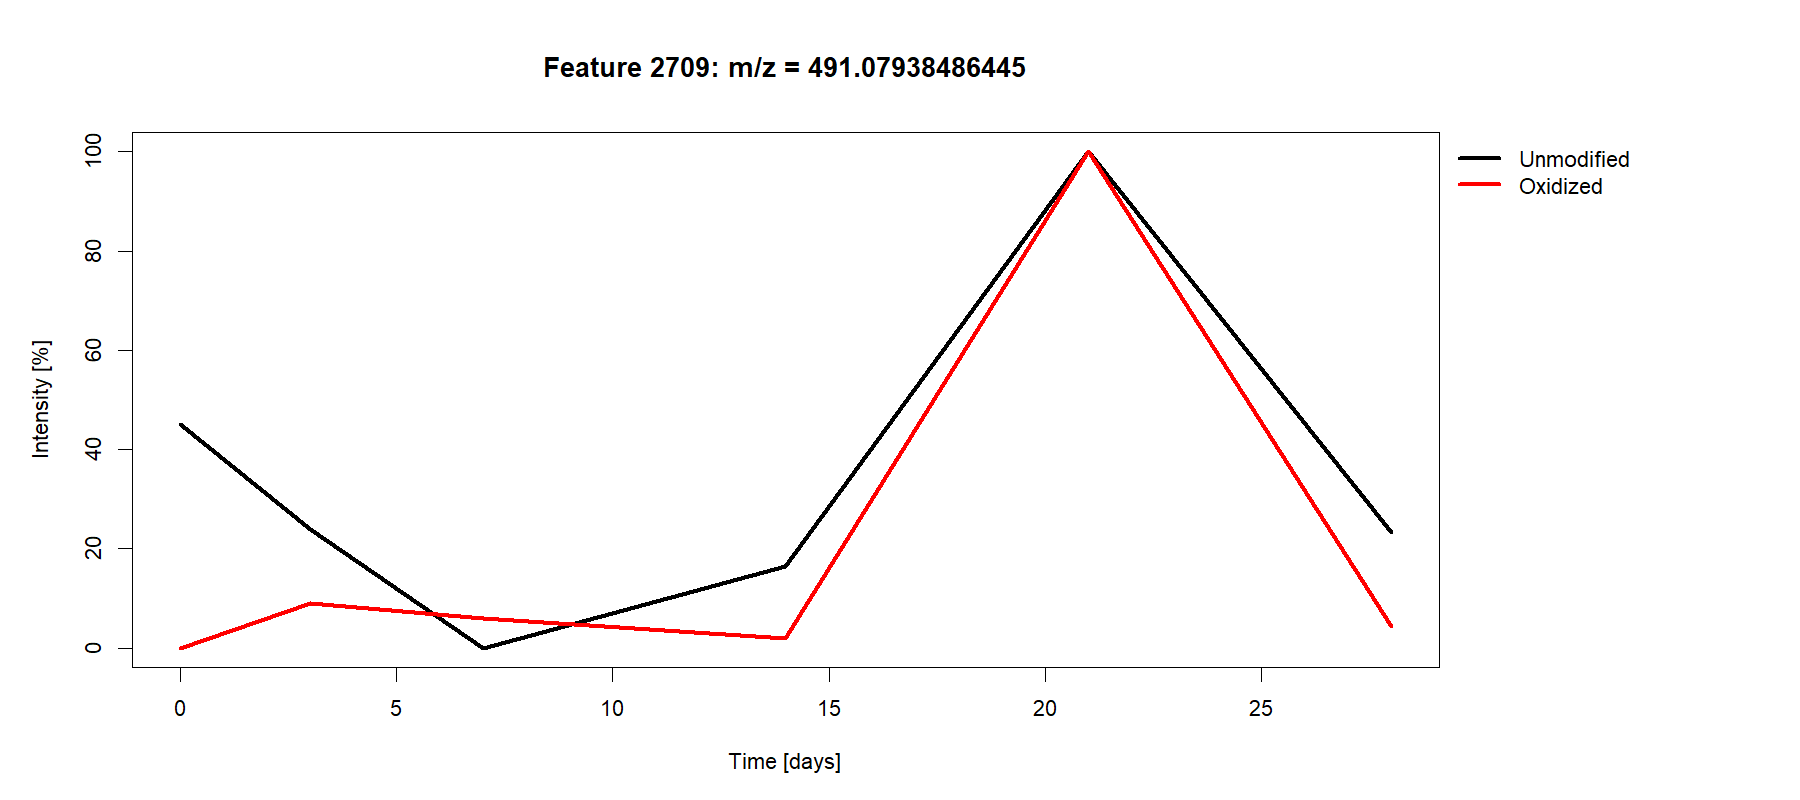 Feature 2709: m/z = 491.07938486445
Unmodified
Oxidized
Intensity [%]
100
80
60
40
20
0
0 5 10 15 20 25
Time [days]